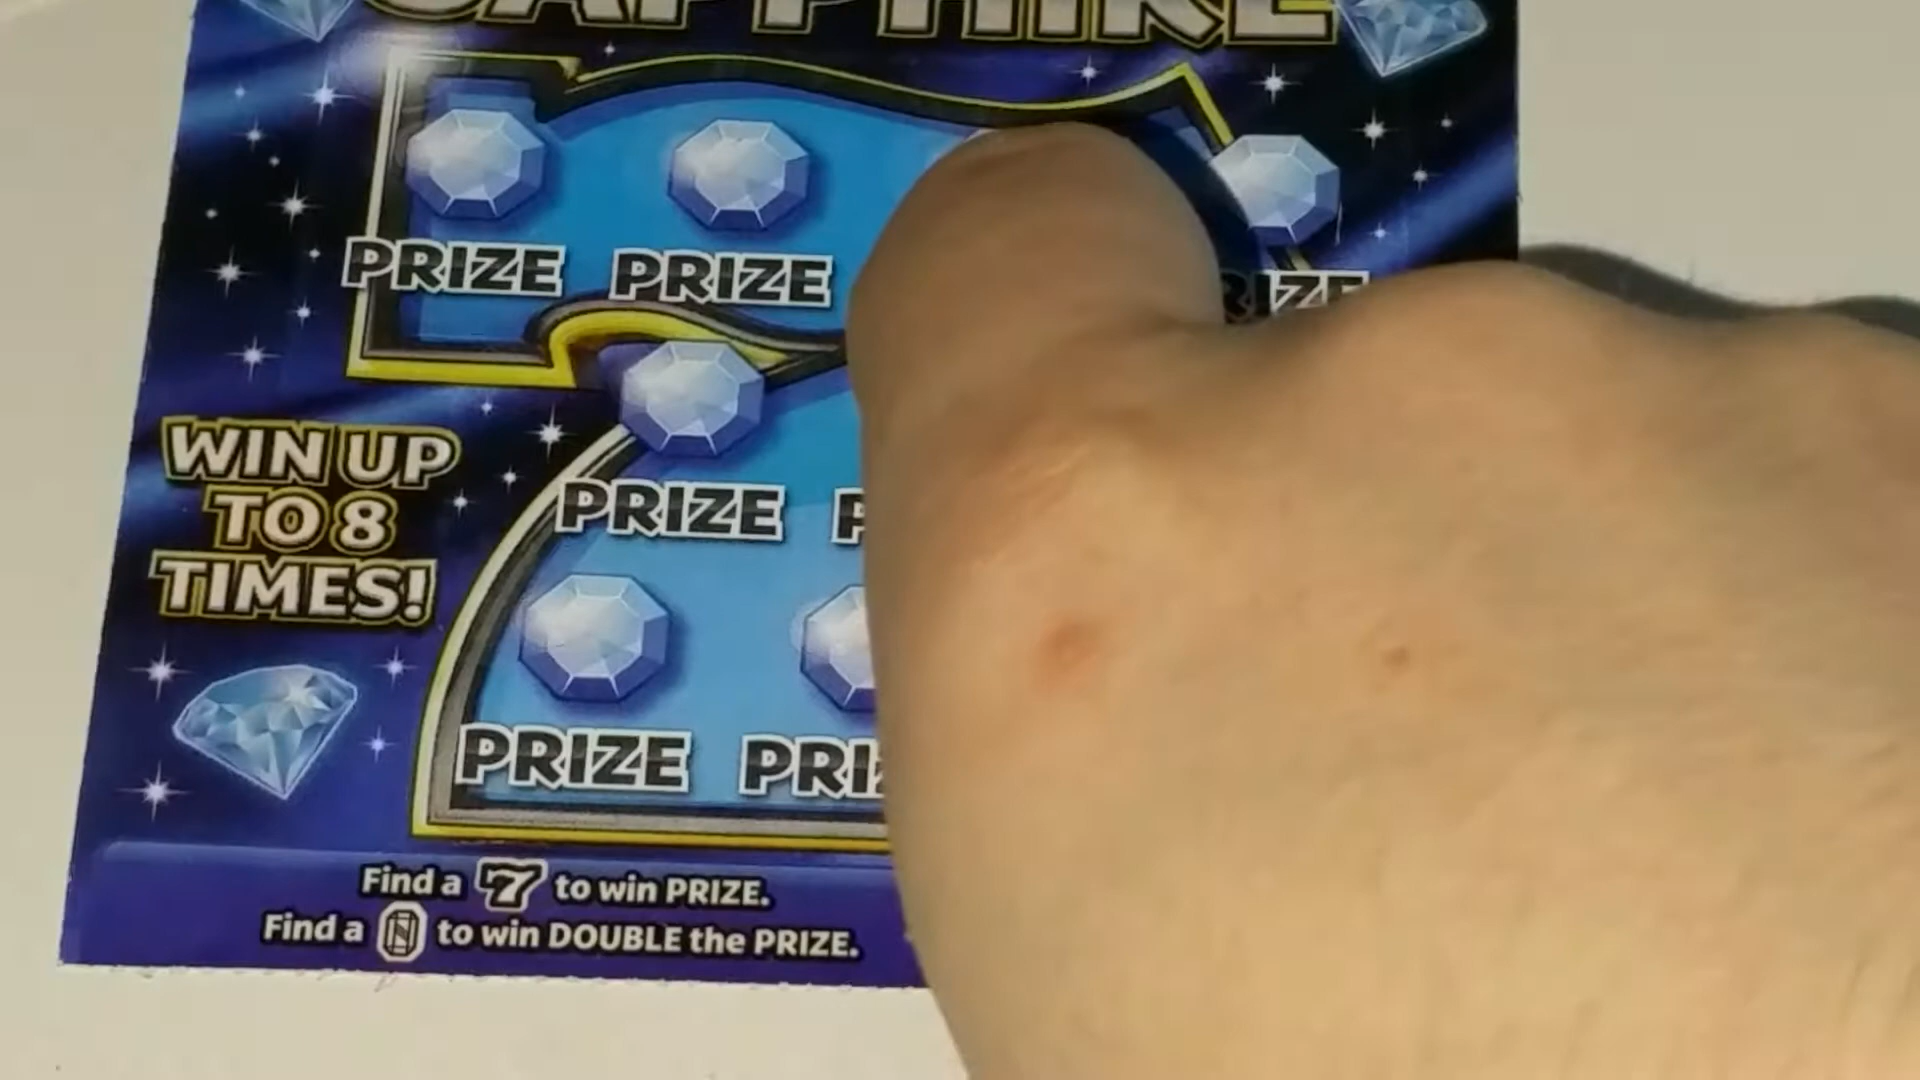 SAPPHIRE
PRIZE PRIZE
PRIZE
PRIZE
WIN UP
TO 8
TIMES!
Find a 7 to win PRIZE.
Find a to win DOUBLE the PRIZE.